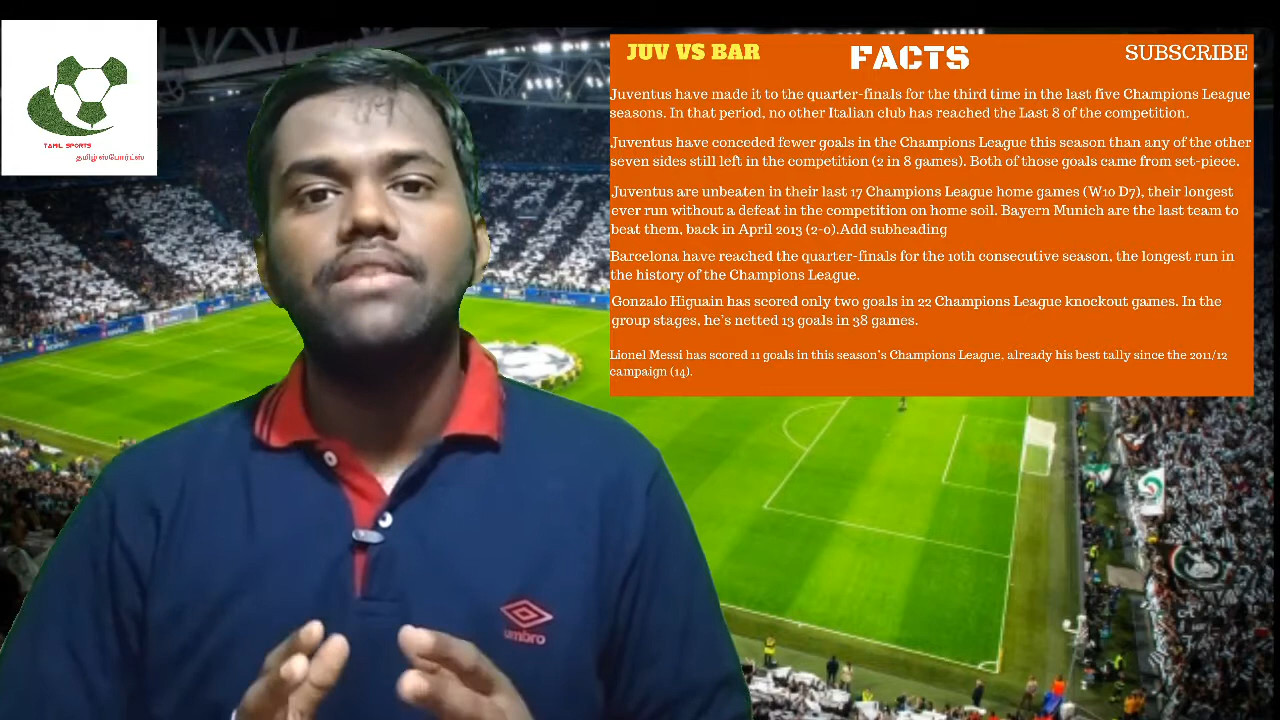 TAMIL SPORTS
தமிழ் ஸ்போர்ட்ஸ்
JUV VS BAR
FACTS
SUBSCRIBE
Juventus have made it to the quarter-finals for the third time in the last five Champions League
seasons. In that period, no other Italian club has reached the Last 8 of the competition.
Juventus have conceded fewer goals in the Champions League this season than any of the other
seven sides still left in the competition (2 in 8 games). Both of those goals came from set-piece.
Juventus are unbeaten in their last 17 Champions League home games (W10 D7), their longest
ever run without a defeat in the competition on home soil. Bayern Munich are the last team to
beat them, back in April 2013 (2-0).Add subheading
Barcelona have reached the quarter-finals for the 10th consecutive season, the longest run in
the history of the Champions League.
Gonzalo Higuain has scored only two goals in 22 Champions League knockout games. In the
group stages, he's netted 13 goals in 38 games.
Lionel Messi has scored 11 goals in this season's Champions League, already his best tally since the 2011/12
campaign (14).
umbro